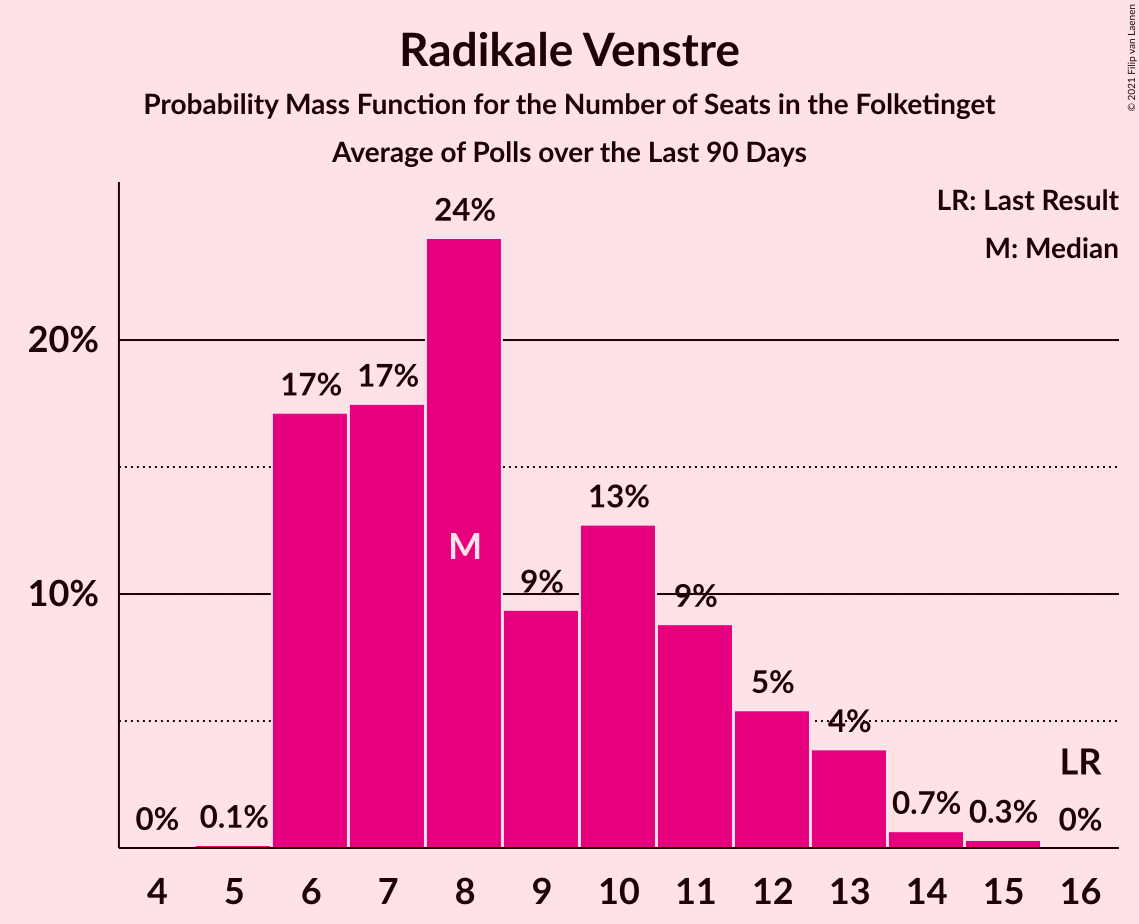 Radikale Venstre
Probability Mass Function for the Number of Seats in the Folketinget
Average of Polls over the Last 90 Days
© 2021 Filip van Laenen
LR: Last Result
M: Median
24%
20%
17%
17%
13%
M
10%
9%
9%
5%
4%
LR
0%
0.1%
0.7%
0.3%
0%
4 5 6 7 8 9 10 11 12 13 14 15 16